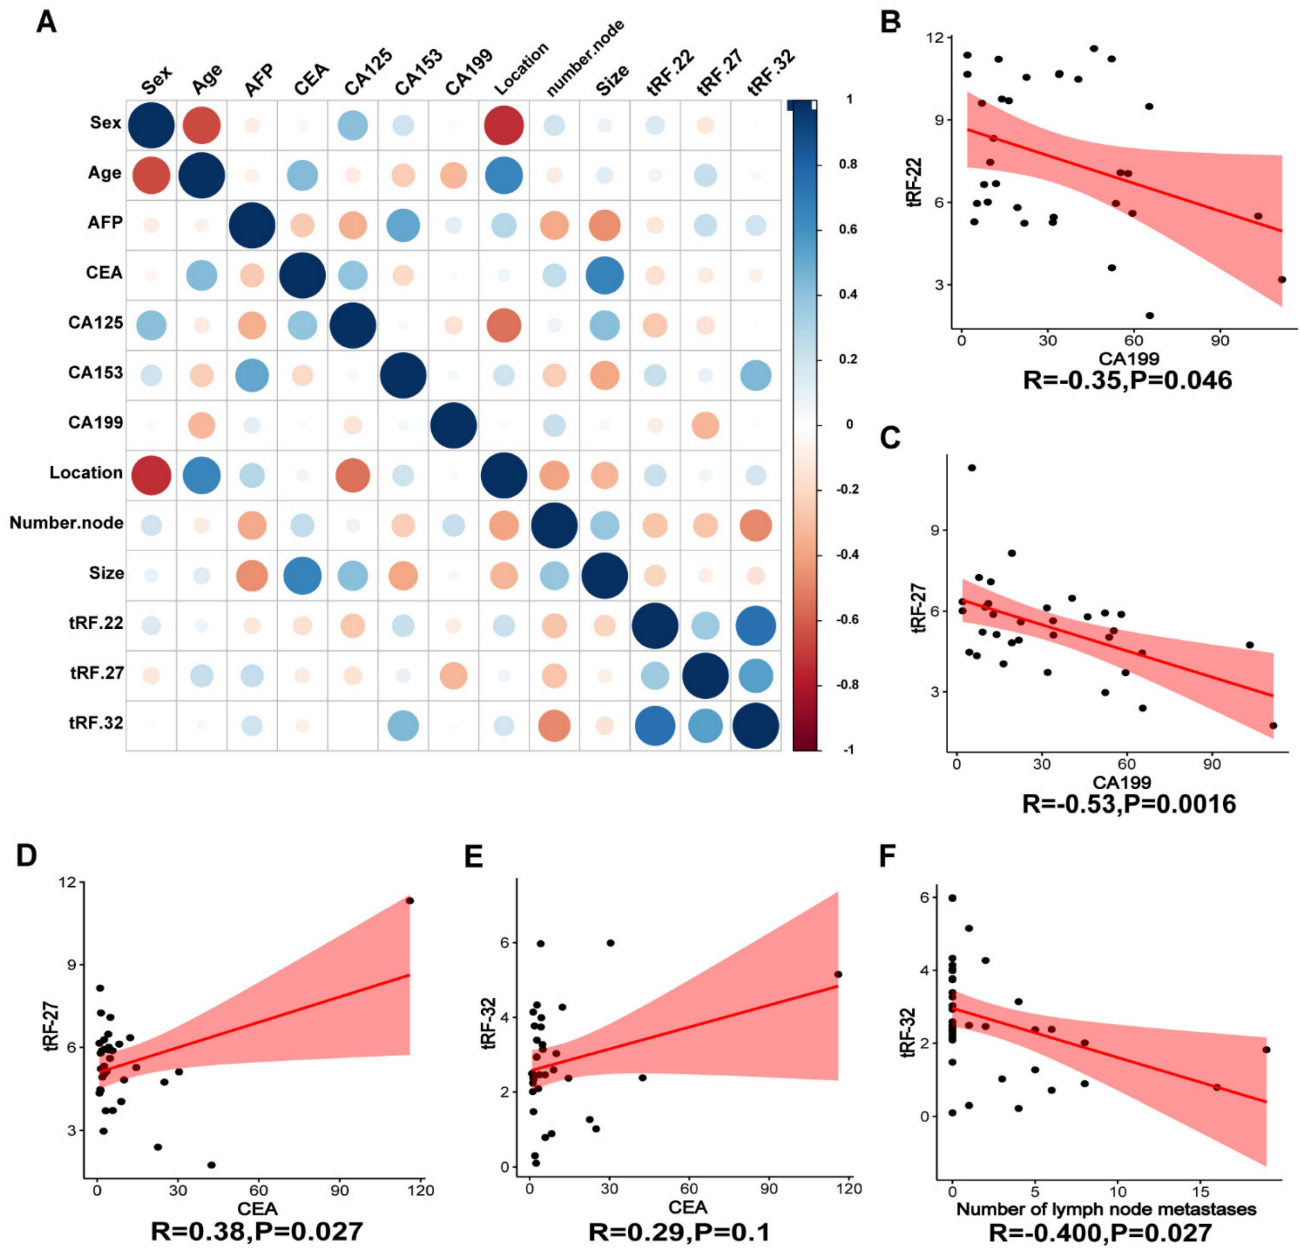 A
Sex Age AFP CEA CA125 CA153 CA199 Location number.node Size tRF.22 tRF.27 tRF.32
Sex
Age
AFP
CEA
CA125
CA153
CA199
Location
Number.node
Size
tRF.22
tRF.27
tRF.32
1
0.8
0.6
0.4
0.2
0
-0.2
-0.4
-0.6
-0.8
-1
B
12
9
6
3
tRF-22
0 30 60 90
CA199
R=-0.35,P=0.046
C
9
6
3
tRF-27
0 30 60 90
CA199
R=-0.53,P=0.0016
D
12
9
6
3
tRF-27
0 30 60 90 120
CEA
R=0.38,P=0.027
E
6
4
2
0
tRF-32
0 30 60 90 120
CEA
R=0.29,P=0.1
F
6
4
2
0
tRF-32
0 5 10 15
Number of lymph node metastases
R=-0.400,P=0.027